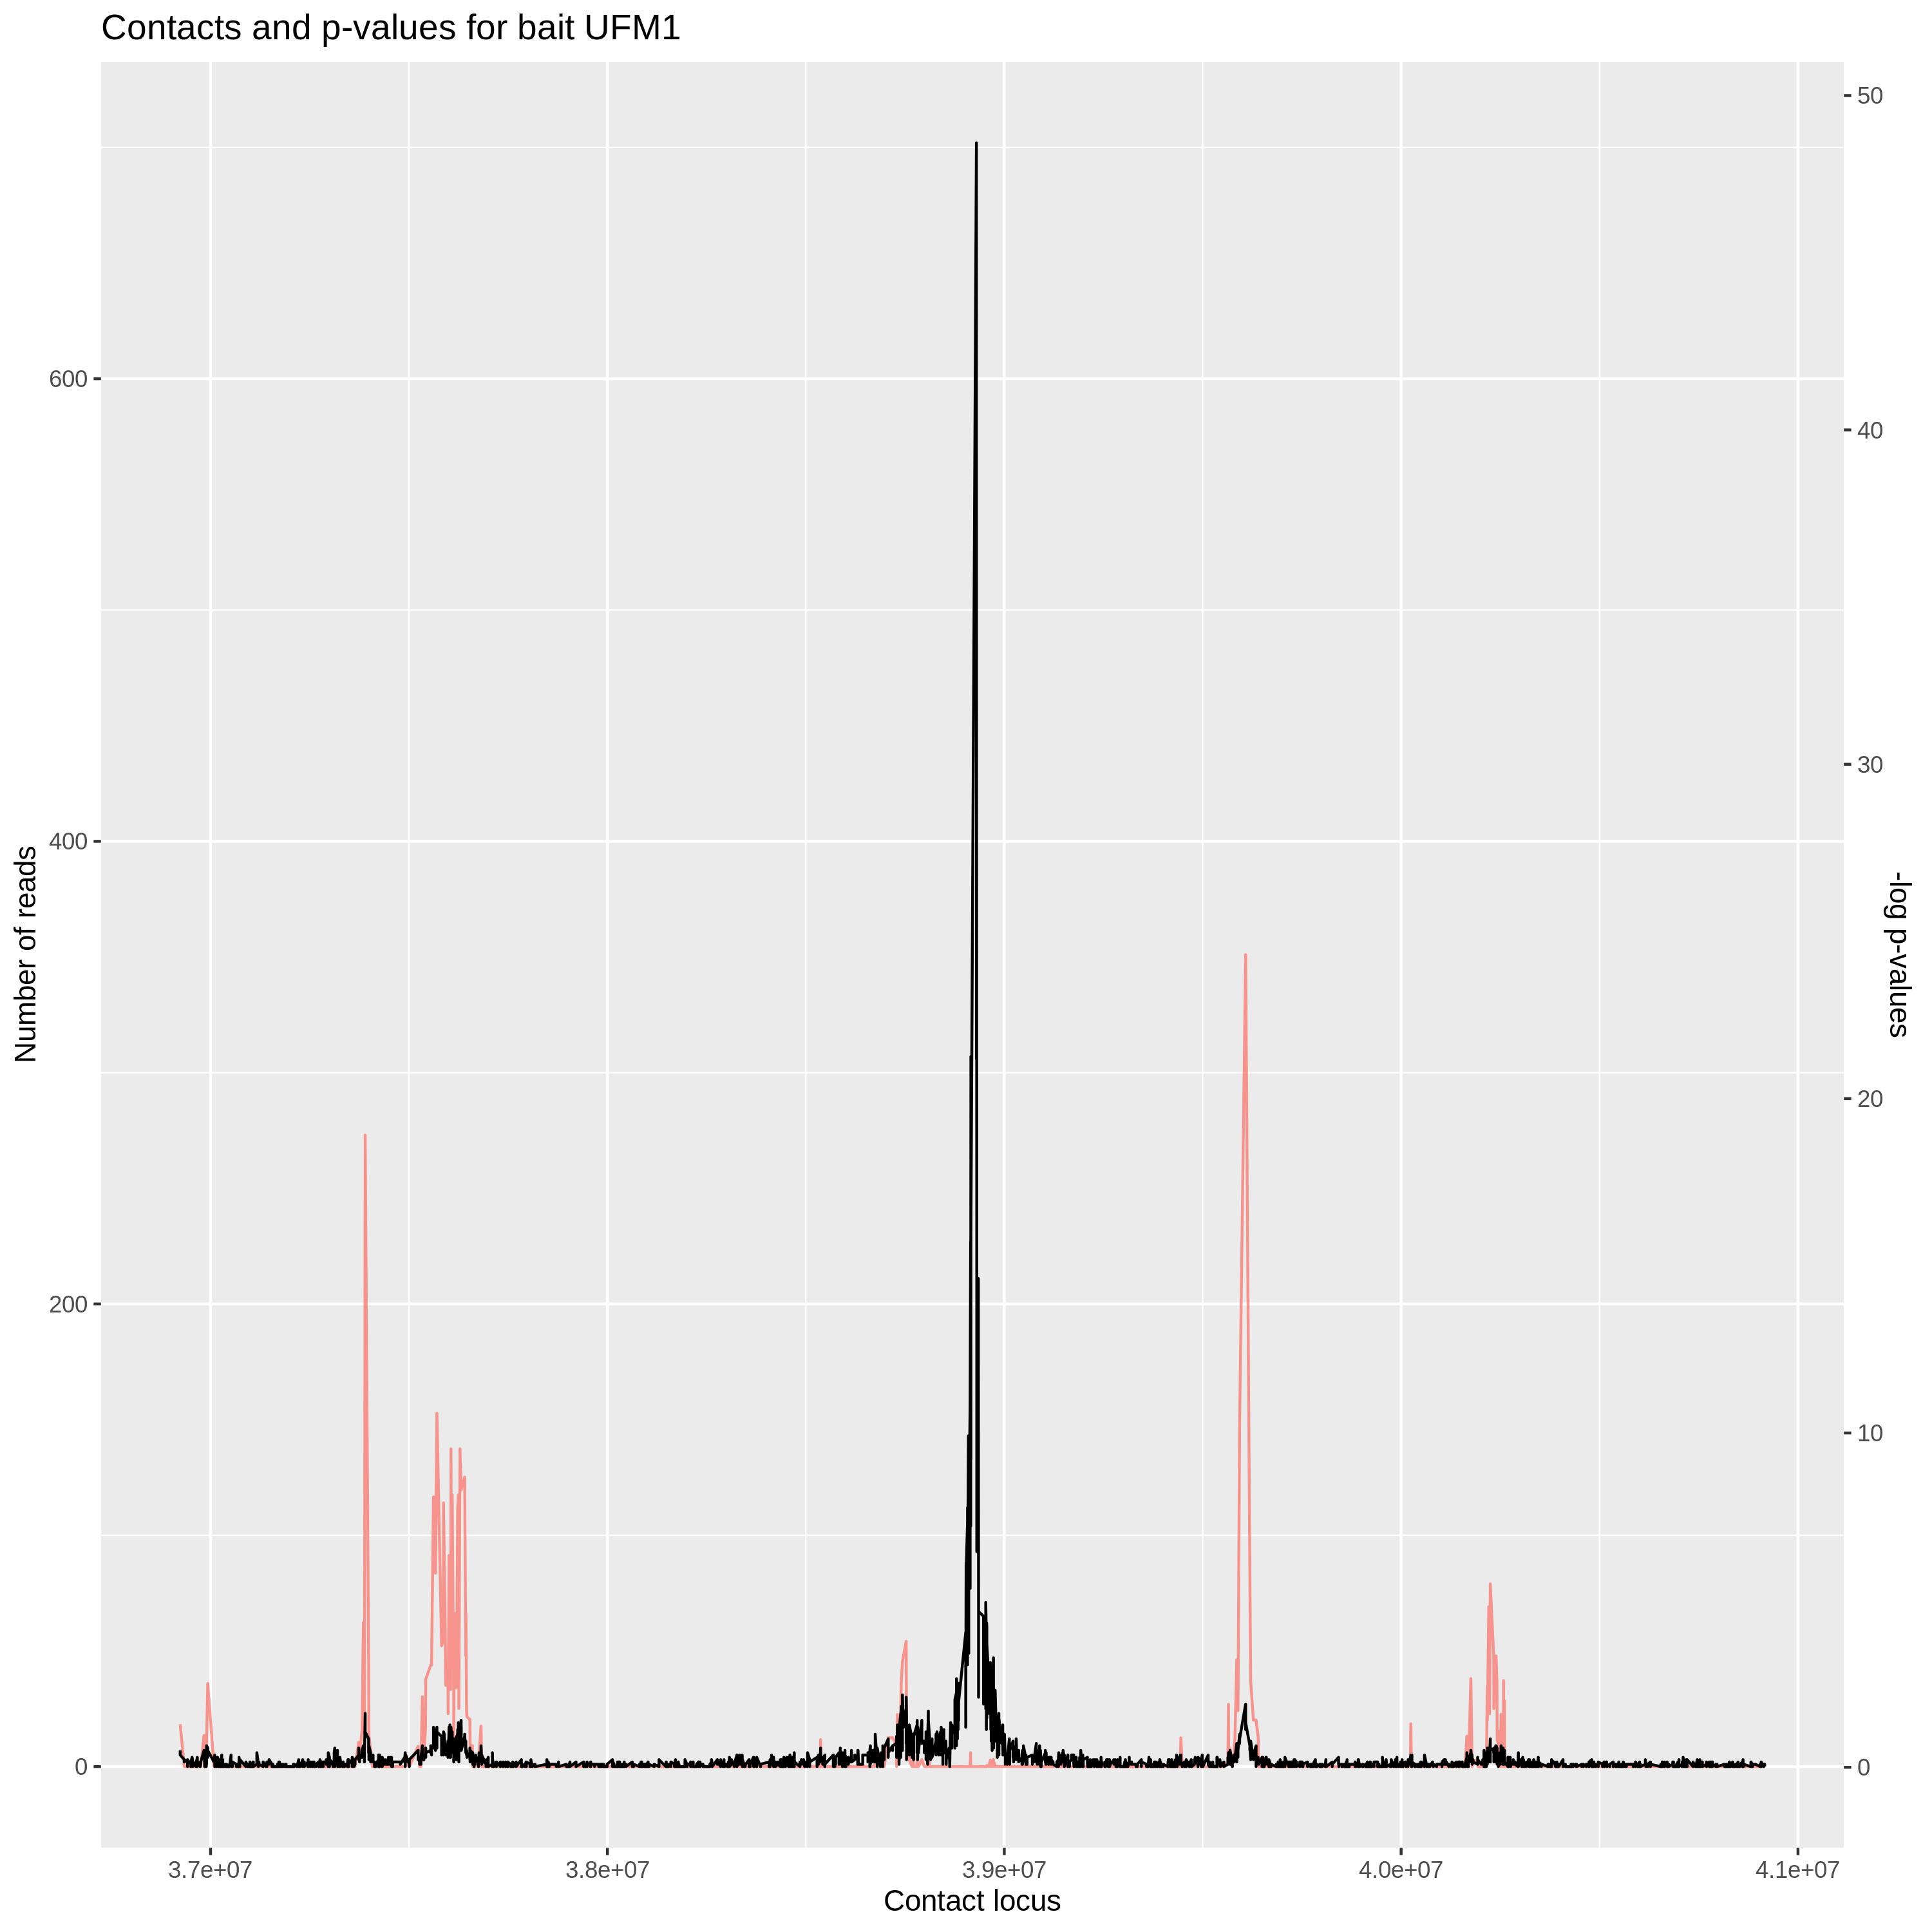 Contacts and p-values for bait UFM1
Number of reads
600
400
200
0
50
40
30
20
10
0
-log p-values
3.7e+07 3.8e+07 3.9e+07 4.0e+07 4.1e+07
Contact locus